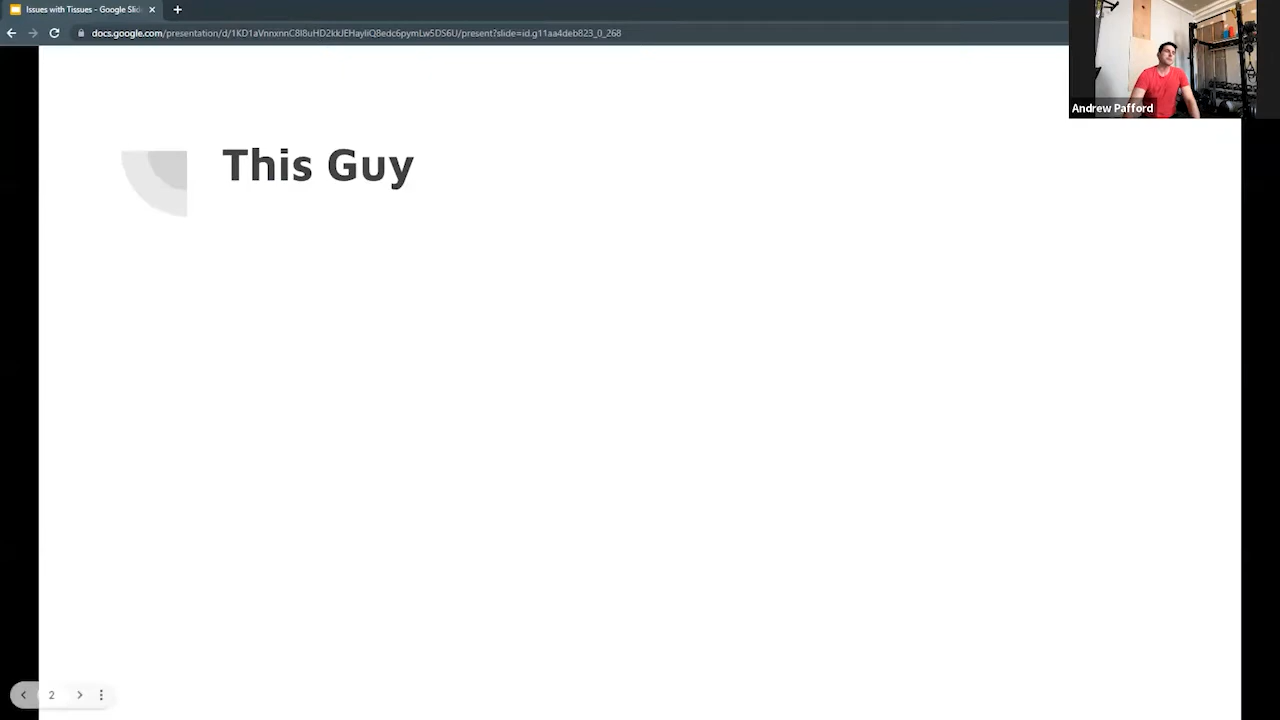 Issues with Tissues - Google Slid
docs.google.com/presentation/d/1KD1aVnnxnnC8I8uHD2kkJEHayliQ8edc6pymLw5DS6U/present?slide=id.g11aa4deb823_0_268
Andrew Pafford
This Guy
2